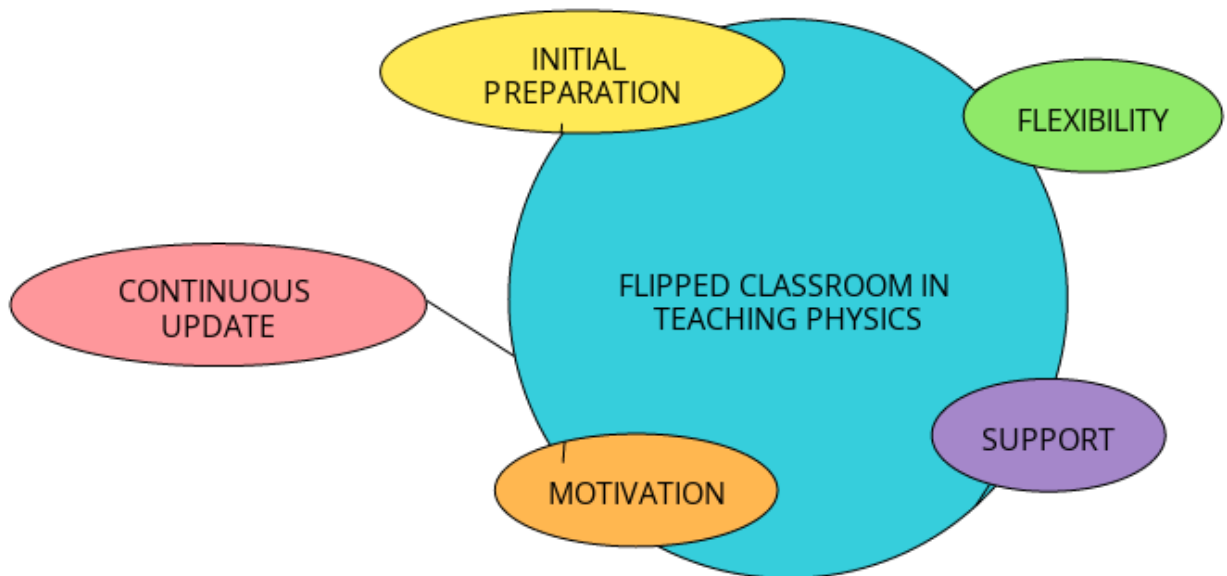 INITIAL
PREPARATION
FLEXIBILITY
CONTINUOUS
UPDATE
FLIPPED CLASSROOM IN
TEACHING PHYSICS
SUPPORT
MOTIVATION